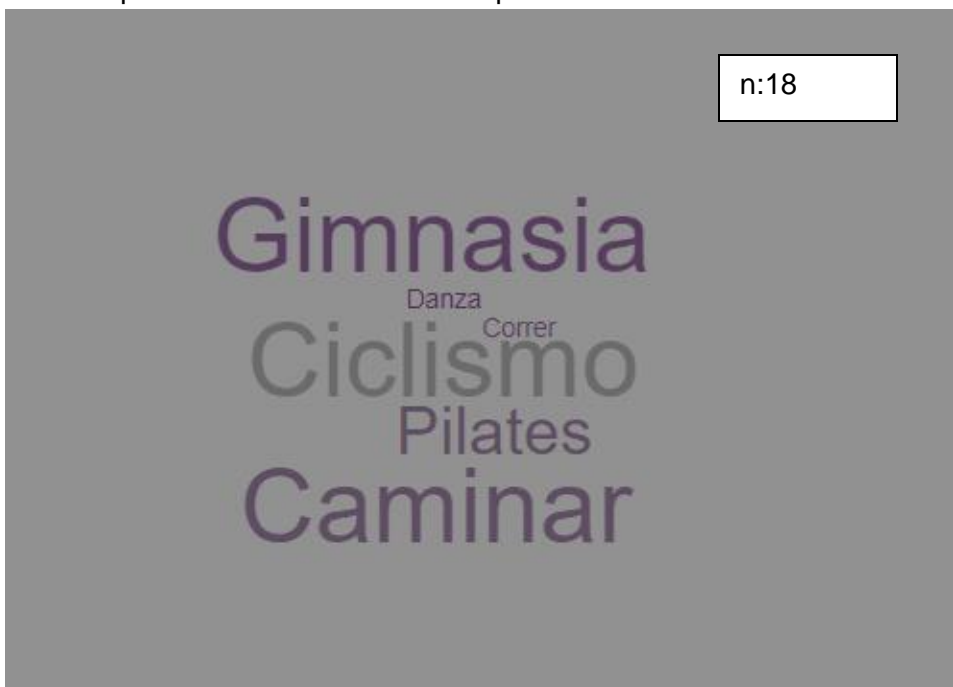 n:18
Gimnasia
Danza
Correr
Ciclismo
Pilates
Caminar